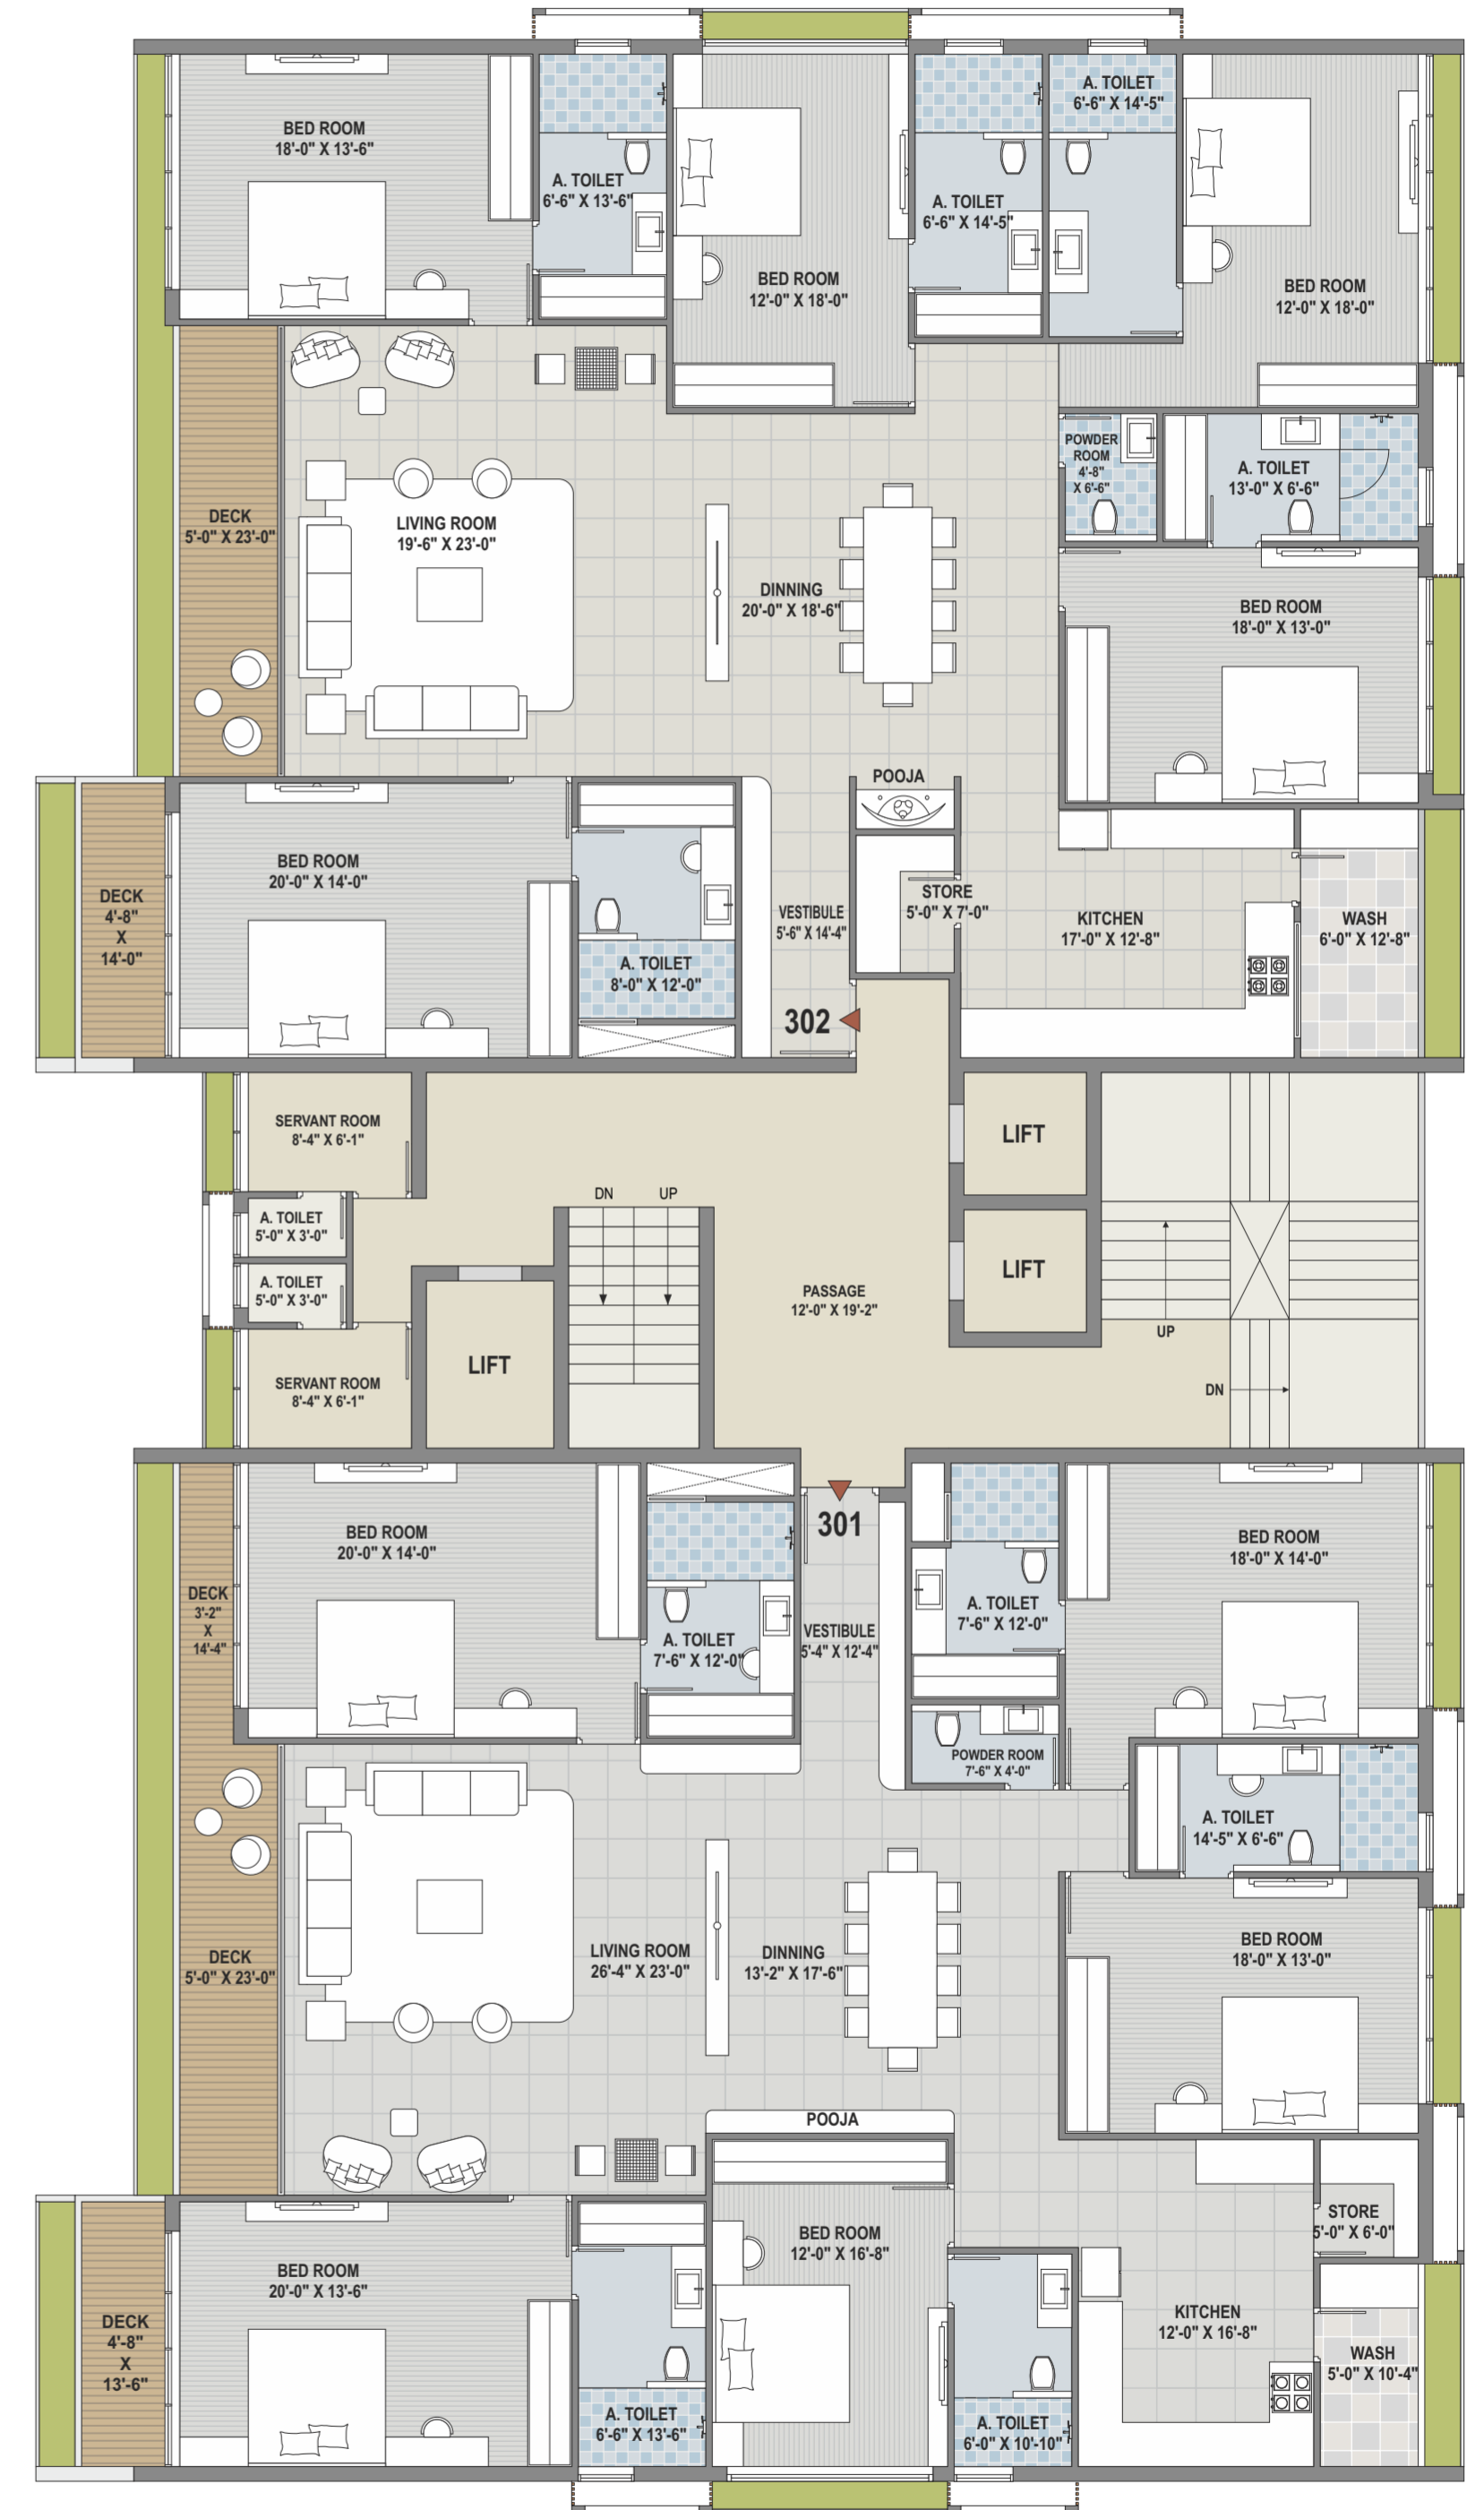 BED ROOM
18'-0" X 13'-6"
A. TOILET
6'-6" X 13'-6"
BED ROOM
12'-0" X 18'-0"
A. TOILET
6'-6" X 14'-5"
A. TOILET
6'-6" X 14'-5"
BED ROOM
12'-0" X 18'-0"
DECK
5'-0" X 23'-0"
LIVING ROOM
19'-6" X 23'-0"
DINNING
20'-0" X 18'-6"
POWDER
ROOM
4'-8"
X 6'-6"
A. TOILET
13'-0" X 6'-6"
BED ROOM
18'-0" X 13'-0"
POOJA
DECK
4'-8"
X
14'-0"
BED ROOM
20'-0" X 14'-0"
A. TOILET
8'-0" X 12'-0"
VESTIBULE
5'-6" X 14'-4"
STORE
5'-0" X 7'-0"
KITCHEN
17'-0" X 12'-8"
WASH
6'-0" X 12'-8"
302
SERVANT ROOM
8'-4" X 6'-1"
A. TOILET
5'-0" X 3'-0"
A. TOILET
5'-0" X 3'-0"
SERVANT ROOM
8'-4" X 6'-1"
LIFT
DN
UP
PASSAGE
12'-0" X 19'-2"
LIFT
LIFT
UP
DN
301
DECK
3'-2"
X
14'-4"
BED ROOM
20'-0" X 14'-0"
A. TOILET
7'-6" X 12'-0"
VESTIBULE
5'-4" X 12'-4"
A. TOILET
7'-6" X 12'-0"
BED ROOM
18'-0" X 14'-0"
POWDER ROOM
7'-6" X 4'-0"
A. TOILET
14'-5" X 6'-6"
DECK
5'-0" X 23'-0"
LIVING ROOM
26'-4" X 23'-0"
DINNING
13'-2" X 17'-6"
BED ROOM
18'-0" X 13'-0"
POOJA
DECK
4'-8"
X
13'-6"
BED ROOM
20'-0" X 13'-6"
A. TOILET
6'-6" X 13'-6"
BED ROOM
12'-0" X 16'-8"
A. TOILET
6'-0" X 10'-10"
KITCHEN
12'-0" X 16'-8"
STORE
5'-0" X 6'-0"
WASH
5'-0" X 10'-4"